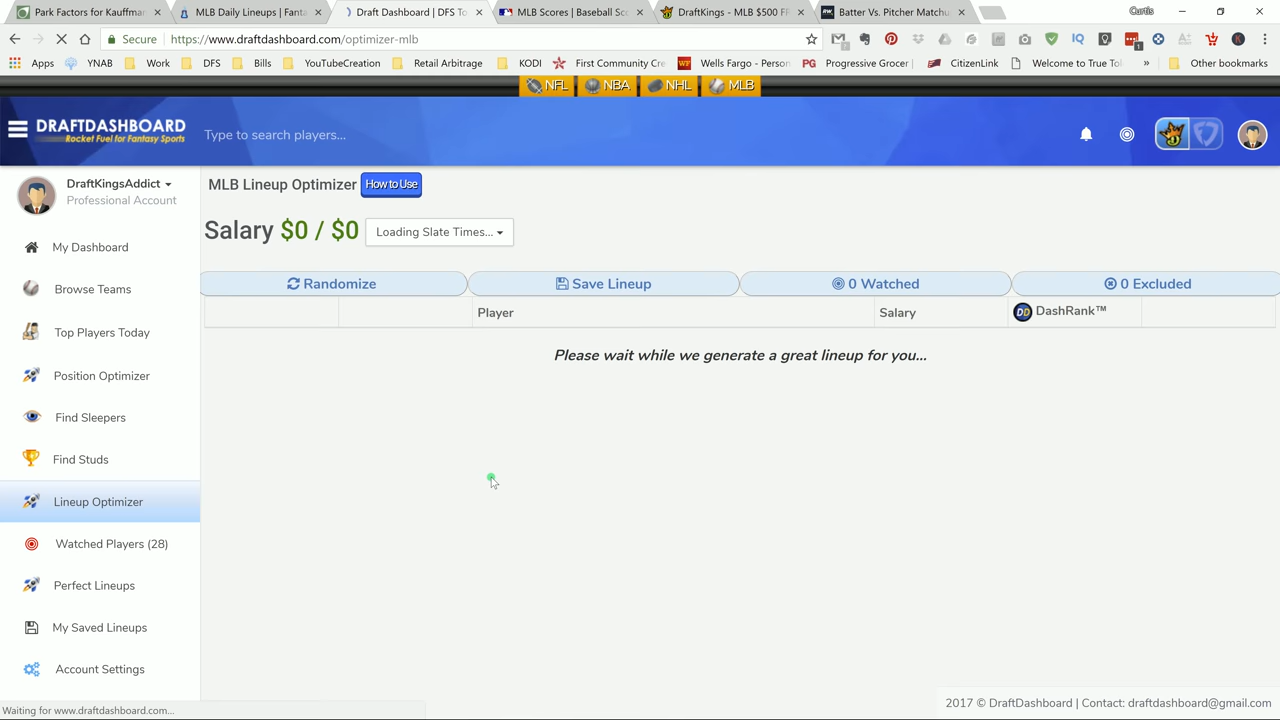 Park Factors for Kauffman
MLB Daily Lineups | Fanta
Draft Dashboard | DFS To
MLB Scores | Baseball Sco
DraftKings - MLB $500 FR
Batter Vs. Pitcher Matchu
Curtis
Secure
https://www.draftdashboard.com/optimizer-mlb
Apps
YNAB
Work
DFS
Bills
YouTubeCreation
Retail Arbitrage
KODI
First Community Cre
Wells Fargo - Person
Progressive Grocer |
CitizenLink
Welcome to True Tol
»
Other bookmarks
NFL
NBA
NHL
MLB
DRAFTDASHBOARD
Rocket Fuel for Fantasy Sports
Type to search players...
DraftKingsAddict
Professional Account
My Dashboard
Browse Teams
Top Players Today
Position Optimizer
Find Sleepers
Find Studs
Lineup Optimizer
Watched Players (28)
Perfect Lineups
My Saved Lineups
Account Settings
MLB Lineup Optimizer How to Use
Salary $0 / $0 Loading Slate Times...
Randomize
Save Lineup
0 Watched
0 Excluded
Player
Salary
DashRank™
Please wait while we generate a great lineup for you...
Waiting for www.draftdashboard.com...
2017 © DraftDashboard | Contact: draftdashboard@gmail.com